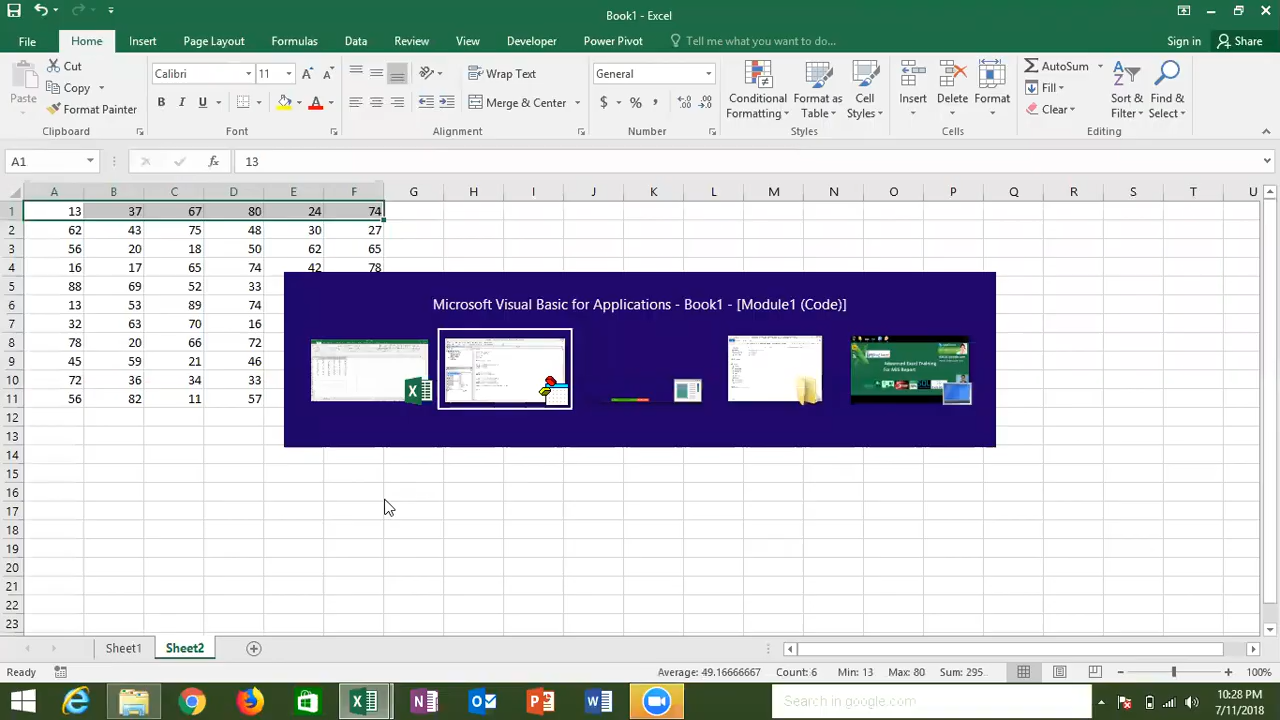 Book1 - Excel
File Home Insert Page Layout Formulas Data Review View Developer Power Pivot Tell me what you want to do... Sign in Share
Paste Cut Copy Format Painter Clipboard
Calibri 11 Font
Wrap Text Merge & Center Alignment
General $ % , Number
Conditional Formatting Format as Table Cell Styles Styles
Insert Delete Format Cells
AutoSum Fill Clear Sort & Filter Find & Select Editing
A1 fx 13
A B C D E F G H I J K L M N O P Q R S T U
1 13 37 67 80 24 74
2 62 43 75 48 30 27
3 56 20 18 50 62 65
4 16 17 65 74 42 78
5 88 69 52 33
6 13 53 89 74
7 32 63 70 16
8 78 20 66 72
9 45 59 21 46
10 72 36 34 33
11 56 82 11 57
12
13
14
15
16
17
18
19
20
21
22
23
Microsoft Visual Basic for Applications - Book1 - [Module1 (Code)]
Advanced Excel Training
For MIS Report
Sheet1 Sheet2
Ready Average: 49.16666667 Count: 6 Min: 13 Max: 80 Sum: 295 100%
Search in google.com
10:28 PM
7/11/2018